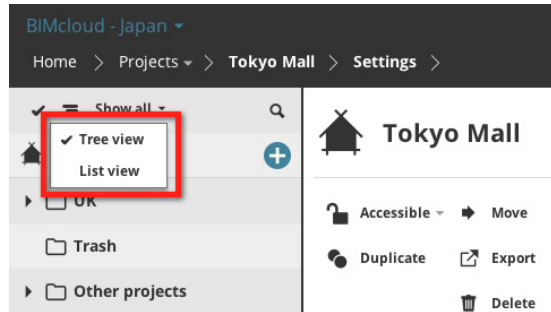 BIMcloud - Japan
Home > Projects > Tokyo Mall > Settings >
Show all
Tree view
List view
UK
Trash
Other projects
Tokyo Mall
Accessible
Move
Duplicate
Export
Delete